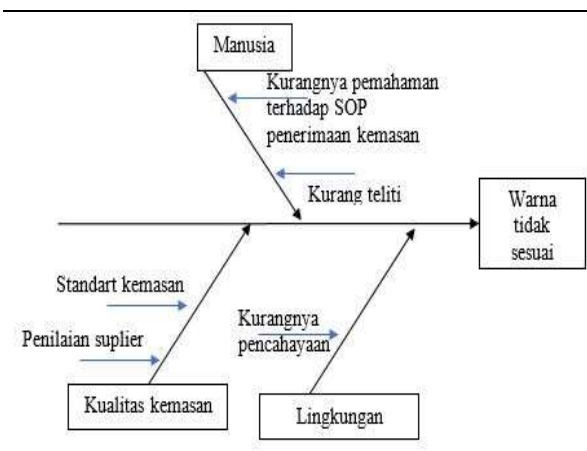 Manusia
Kurangnya pemahaman
terhadap SOP
penerimaan kemasan
Kurang teliti
Warna
tidak
sesuai
Standart kemasan
Penilaian suplier
Kurangnya
pencahayaan
Kualitas kemasan
Lingkungan